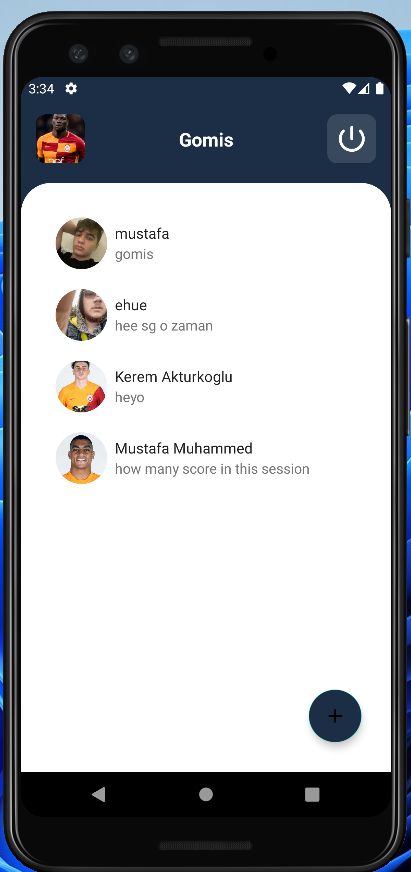 3:34
Gomis
mustafa
gomis
ehue
hee sg o zaman
Kerem Akturkoglu
heyo
Mustafa Muhammed
how many score in this session
+